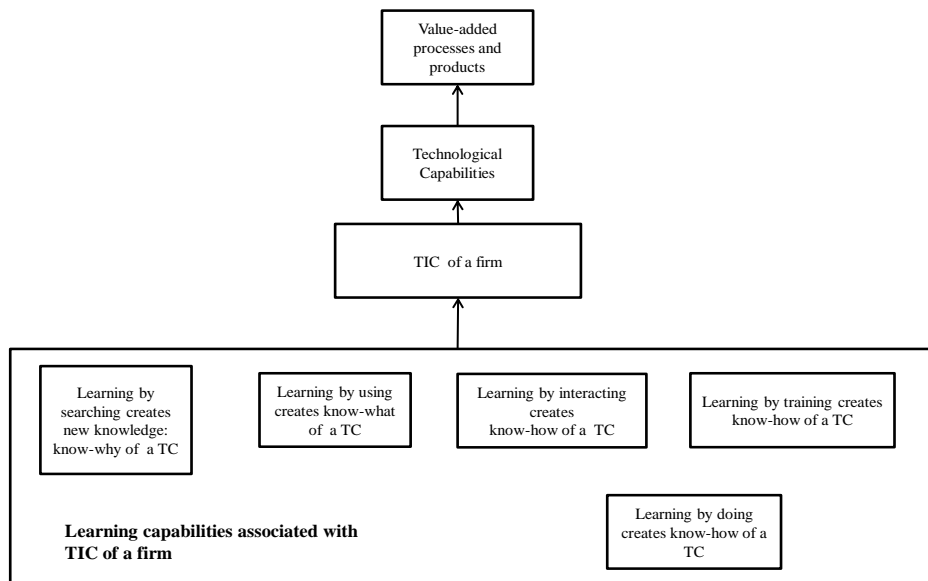 Value-added
processes and
products
Technological
Capabilities
TIC of a firm
Learning by
searching creates
new knowledge:
know-why of a TC
Learning by using
creates know-what
of a TC
Learning by interacting
creates
know-how of a TC
Learning by training creates
know-how of a TC
Learning capabilities associated with
TIC of a firm
Learning by doing
creates know-how of a
TC